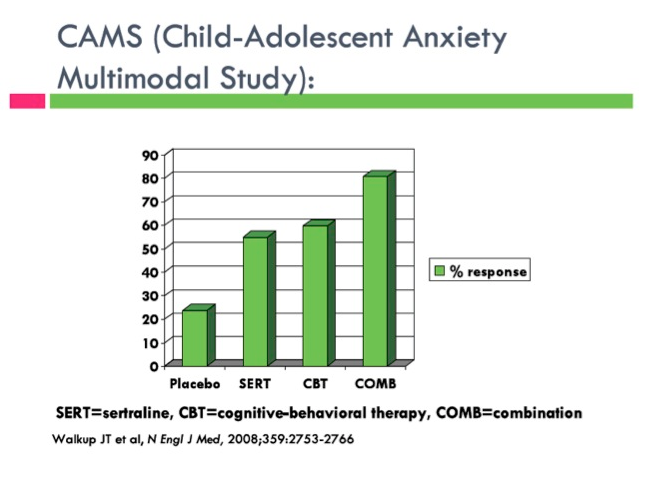 CAMS (Child-Adolescent Anxiety
Multimodal Study):
90
80
70
60
50
40
30
20
10
0
% response
Placebo SERT CBT COMB
SERT=sertraline, CBT=cognitive-behavioral therapy, COMB=combination
Walkup JT et al, N Engl J Med, 2008;359:2753-2766